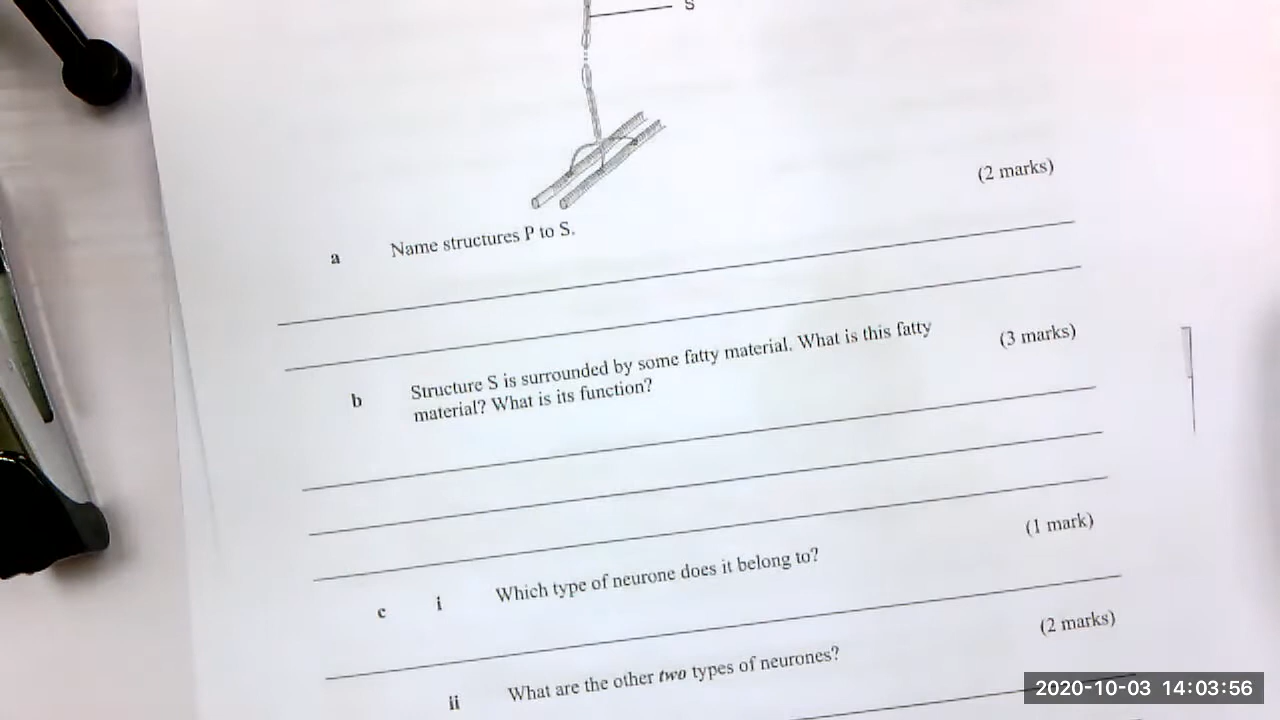 S
(2 marks)
a Name structures P to S.
b Structure S is surrounded by some fatty material. What is this fatty (3 marks)
material? What is its function?
(1 mark)
c i Which type of neurone does it belong to?
(2 marks)
ii What are the other two types of neurones?
2020-10-03 14:03:56